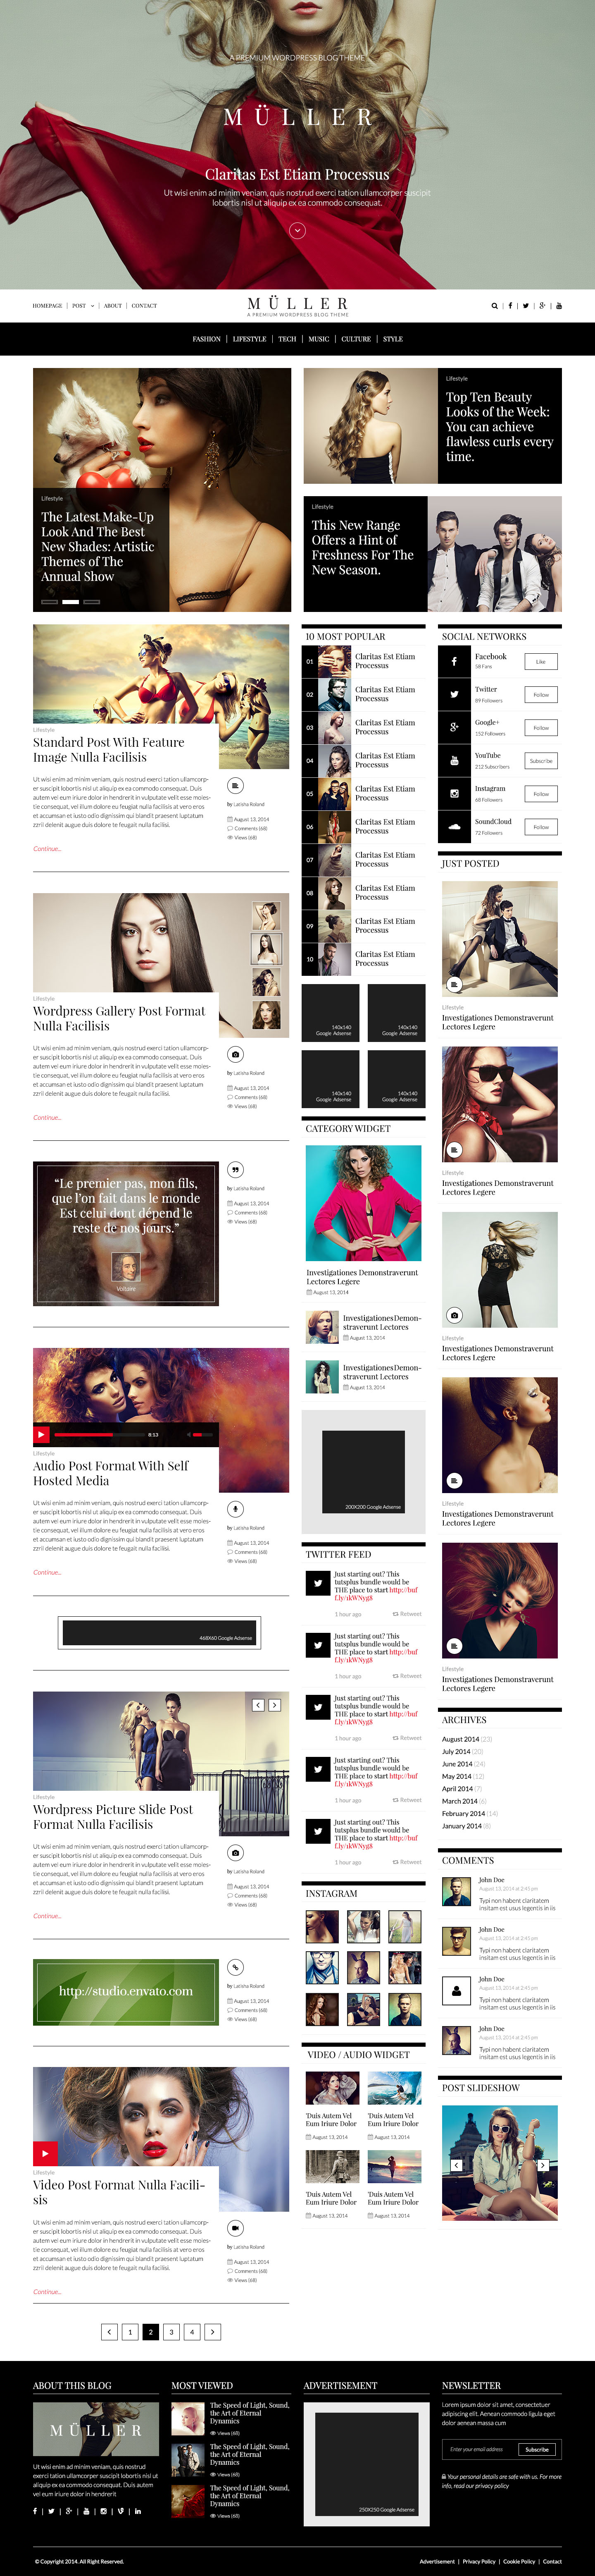 A PREMIUM WORDPRESS BLOG THEME
MÜLLER
Claritas Est Etiam Processus
Ut wisi enim ad minim veniam, quis nostrud exerci tation ullamcorper suscipit
lobortis nisl ut aliquip ex ea commodo consequat.
HOMEPAGE | POST | ABOUT | CONTACT
MÜLLER
A PREMIUM WORDPRESS BLOG THEME
FASHION | LIFESTYLE | TECH | MUSIC | CULTURE | STYLE
Lifestyle
The Latest Make-Up
Look And The Best
New Shades: Artistic
Themes of The
Annual Show
Lifestyle
Top Ten Beauty
Looks of the Week:
You can achieve
flawless curls every
time.
Lifestyle
This New Range
Offers a Hint of
Freshness For The
New Season.
Lifestyle
Standard Post With Feature
Image Nulla Facilisis
Ut wisi enim ad minim veniam, quis nostrud exerci tation ullamcorp-
er suscipit lobortis nisl ut aliquip ex ea commodo consequat. Duis
autem vel eum iriure dolor in hendrerit in vulputate velit esse moles-
tie consequat, vel illum dolore eu feugiat nulla facilisis at vero eros
et accumsan et iusto odio dignissim qui blandit praesent luptatum
zzril delenit augue duis dolore te feugait nulla facilisi.
Continue...
by Latisha Roland
August 13, 2014
Comments (68)
Views (68)
Lifestyle
Wordpress Gallery Post Format
Nulla Facilisis
Ut wisi enim ad minim veniam, quis nostrud exerci tation ullamcorp-
er suscipit lobortis nisl ut aliquip ex ea commodo consequat. Duis
autem vel eum iriure dolor in hendrerit in vulputate velit esse moles-
tie consequat, vel illum dolore eu feugiat nulla facilisis at vero eros
et accumsan et iusto odio dignissim qui blandit praesent luptatum
zzril delenit augue duis dolore te feugait nulla facilisi.
Continue...
by Latisha Roland
August 13, 2014
Comments (68)
Views (68)
“Le premier pas, mon fils,
que l’on fait dans le monde
Est celui dont dépend le
reste de nos jours.”
Voltaire
by Latisha Roland
August 13, 2014
Comments (68)
Views (68)
8:13
Lifestyle
Audio Post Format With Self
Hosted Media
Ut wisi enim ad minim veniam, quis nostrud exerci tation ullamcorp-
er suscipit lobortis nisl ut aliquip ex ea commodo consequat. Duis
autem vel eum iriure dolor in hendrerit in vulputate velit esse moles-
tie consequat, vel illum dolore eu feugiat nulla facilisis at vero eros
et accumsan et iusto odio dignissim qui blandit praesent luptatum
zzril delenit augue duis dolore te feugait nulla facilisi.
Continue...
by Latisha Roland
August 13, 2014
Comments (68)
Views (68)
468X60 Google Adsense
Lifestyle
Wordpress Picture Slide Post
Format Nulla Facilisis
Ut wisi enim ad minim veniam, quis nostrud exerci tation ullamcorp-
er suscipit lobortis nisl ut aliquip ex ea commodo consequat. Duis
autem vel eum iriure dolor in hendrerit in vulputate velit esse moles-
tie consequat, vel illum dolore eu feugiat nulla facilisis at vero eros
et accumsan et iusto odio dignissim qui blandit praesent luptatum
zzril delenit augue duis dolore te feugait nulla facilisi.
Continue...
by Latisha Roland
August 13, 2014
Comments (68)
Views (68)
http://studio.envato.com
by Latisha Roland
August 13, 2014
Comments (68)
Views (68)
Lifestyle
Video Post Format Nulla Facili-
sis
Ut wisi enim ad minim veniam, quis nostrud exerci tation ullamcorp-
er suscipit lobortis nisl ut aliquip ex ea commodo consequat. Duis
autem vel eum iriure dolor in hendrerit in vulputate velit esse moles-
tie consequat, vel illum dolore eu feugiat nulla facilisis at vero eros
et accumsan et iusto odio dignissim qui blandit praesent luptatum
zzril delenit augue duis dolore te feugait nulla facilisi.
Continue...
by Latisha Roland
August 13, 2014
Comments (68)
Views (68)
1 2 3 4
10 MOST POPULAR
01 Claritas Est Etiam
Processus
02 Claritas Est Etiam
Processus
03 Claritas Est Etiam
Processus
04 Claritas Est Etiam
Processus
05 Claritas Est Etiam
Processus
06 Claritas Est Etiam
Processus
07 Claritas Est Etiam
Processus
08 Claritas Est Etiam
Processus
09 Claritas Est Etiam
Processus
10 Claritas Est Etiam
Processus
140x140
Google Adsense
140x140
Google Adsense
140x140
Google Adsense
140x140
Google Adsense
CATEGORY WIDGET
Investigationes Demonstraverunt
Lectores Legere
August 13, 2014
InvestigationesDemon-
straverunt Lectores
August 13, 2014
InvestigationesDemon-
straverunt Lectores
August 13, 2014
200X200 Google Adsense
TWITTER FEED
Just starting out? This
tutsplus bundle would be
THE place to start http://buf
f.ly/1kWNyg8
1 hour ago Retweet
Just starting out? This
tutsplus bundle would be
THE place to start http://buf
f.ly/1kWNyg8
1 hour ago Retweet
Just starting out? This
tutsplus bundle would be
THE place to start http://buf
f.ly/1kWNyg8
1 hour ago Retweet
Just starting out? This
tutsplus bundle would be
THE place to start http://buf
f.ly/1kWNyg8
1 hour ago Retweet
Just starting out? This
tutsplus bundle would be
THE place to start http://buf
f.ly/1kWNyg8
1 hour ago Retweet
INSTAGRAM
VIDEO / AUDIO WIDGET
'Duis Autem Vel
Eum Iriure Dolor
August 13, 2014
'Duis Autem Vel
Eum Iriure Dolor
August 13, 2014
'Duis Autem Vel
Eum Iriure Dolor
August 13, 2014
'Duis Autem Vel
Eum Iriure Dolor
August 13, 2014
SOCIAL NETWORKS
Facebook
58 Fans
Like
Twitter
89 Followers
Follow
Google+
152 Followers
Follow
YouTube
212 Subscribers
Subscribe
Instagram
68 Followers
Follow
SoundCloud
72 Followers
Follow
JUST POSTED
Lifestyle
Investigationes Demonstraverunt
Lectores Legere
Lifestyle
Investigationes Demonstraverunt
Lectores Legere
Lifestyle
Investigationes Demonstraverunt
Lectores Legere
Lifestyle
Investigationes Demonstraverunt
Lectores Legere
Lifestyle
Investigationes Demonstraverunt
Lectores Legere
ARCHIVES
August 2014 (23)
July 2014 (20)
June 2014 (24)
May 2014 (12)
April 2014 (7)
March 2014 (6)
February 2014 (14)
January 2014 (8)
COMMENTS
John Doe
August 13, 2014 at 2:45 pm
Typi non habent claritatem
insitam est usus legentis in iis
John Doe
August 13, 2014 at 2:45 pm
Typi non habent claritatem
insitam est usus legentis in iis
John Doe
August 13, 2014 at 2:45 pm
Typi non habent claritatem
insitam est usus legentis in iis
John Doe
August 13, 2014 at 2:45 pm
Typi non habent claritatem
insitam est usus legentis in iis
POST SLIDESHOW
ABOUT THIS BLOG
MÜLLER
Ut wisi enim ad minim veniam, quis nostrud
exerci tation ullamcorper suscipit lobortis nisl ut
aliquip ex ea commodo consequat. Duis autem
vel eum iriure dolor in hendrerit
MOST VIEWED
The Speed of Light, Sound,
the Art of Eternal
Dynamics
Views (68)
The Speed of Light, Sound,
the Art of Eternal
Dynamics
Views (68)
The Speed of Light, Sound,
the Art of Eternal
Dynamics
Views (68)
ADVERTISEMENT
250X250 Google Adsense
NEWSLETTER
Lorem ipsum dolor sit amet, consectetuer
adipiscing elit. Aenean commodo ligula eget
dolor aenean massa cum
Enter your email address Subscribe
Your personal details are safe with us. For more
info, read our privacy policy
© Copyright 2014. All Right Reserved.
Advertisement | Privacy Policy | Cookie Policy | Contact